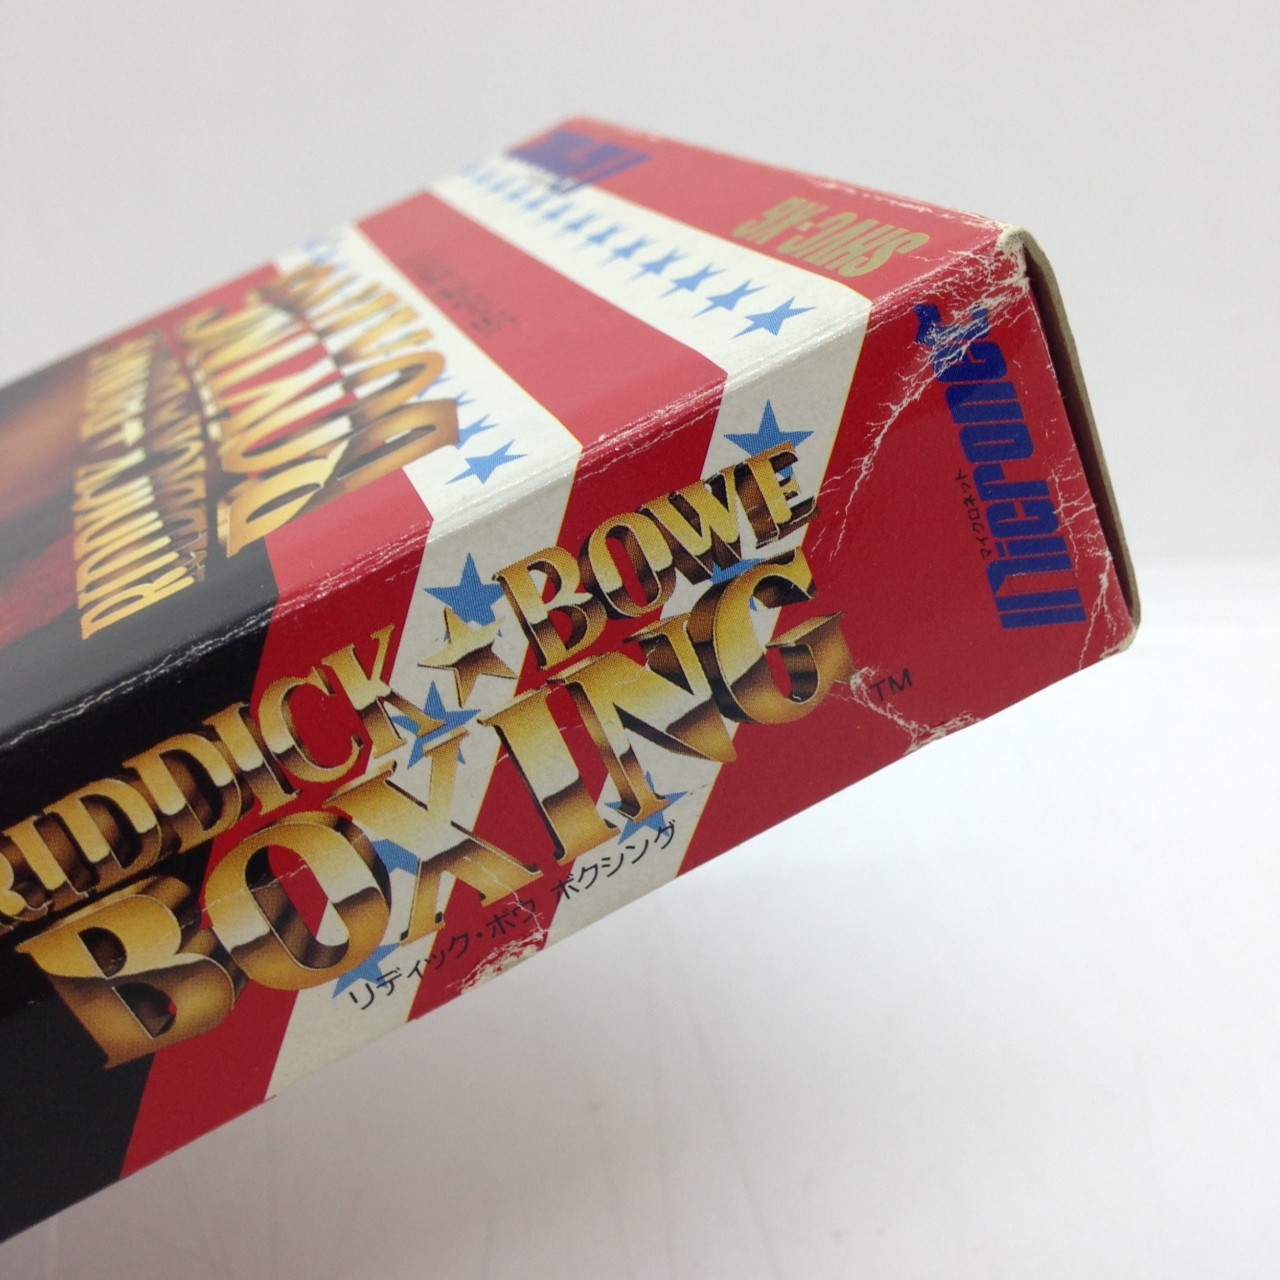 RIDDICK BOWE
BOXING
TM
リディック・ボウ ボクシング
Micronet
マイクロネット
SHVC-RG
RIDDICK BOWE
BOXING